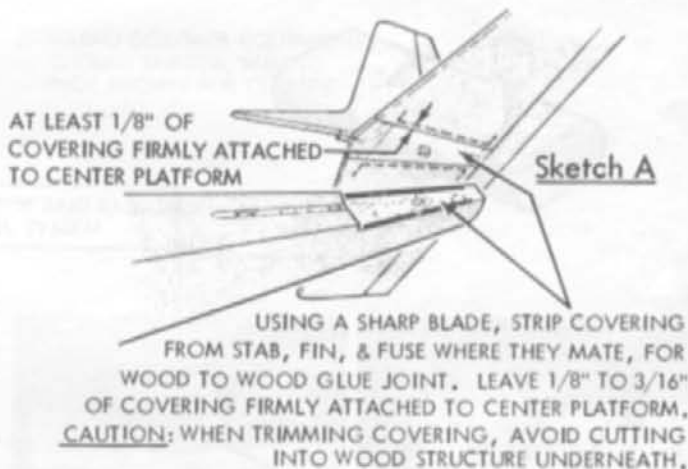 AT LEAST 1/8" OF
COVERING FIRMLY ATTACHED
TO CENTER PLATFORM
Sketch A
USING A SHARP BLADE, STRIP COVERING
FROM STAB, FIN, & FUSE WHERE THEY MATE, FOR
WOOD TO WOOD GLUE JOINT. LEAVE 1/8" TO 3/16"
OF COVERING FIRMLY ATTACHED TO CENTER PLATFORM.
CAUTION: WHEN TRIMMING COVERING, AVOID CUTTING
INTO WOOD STRUCTURE UNDERNEATH.